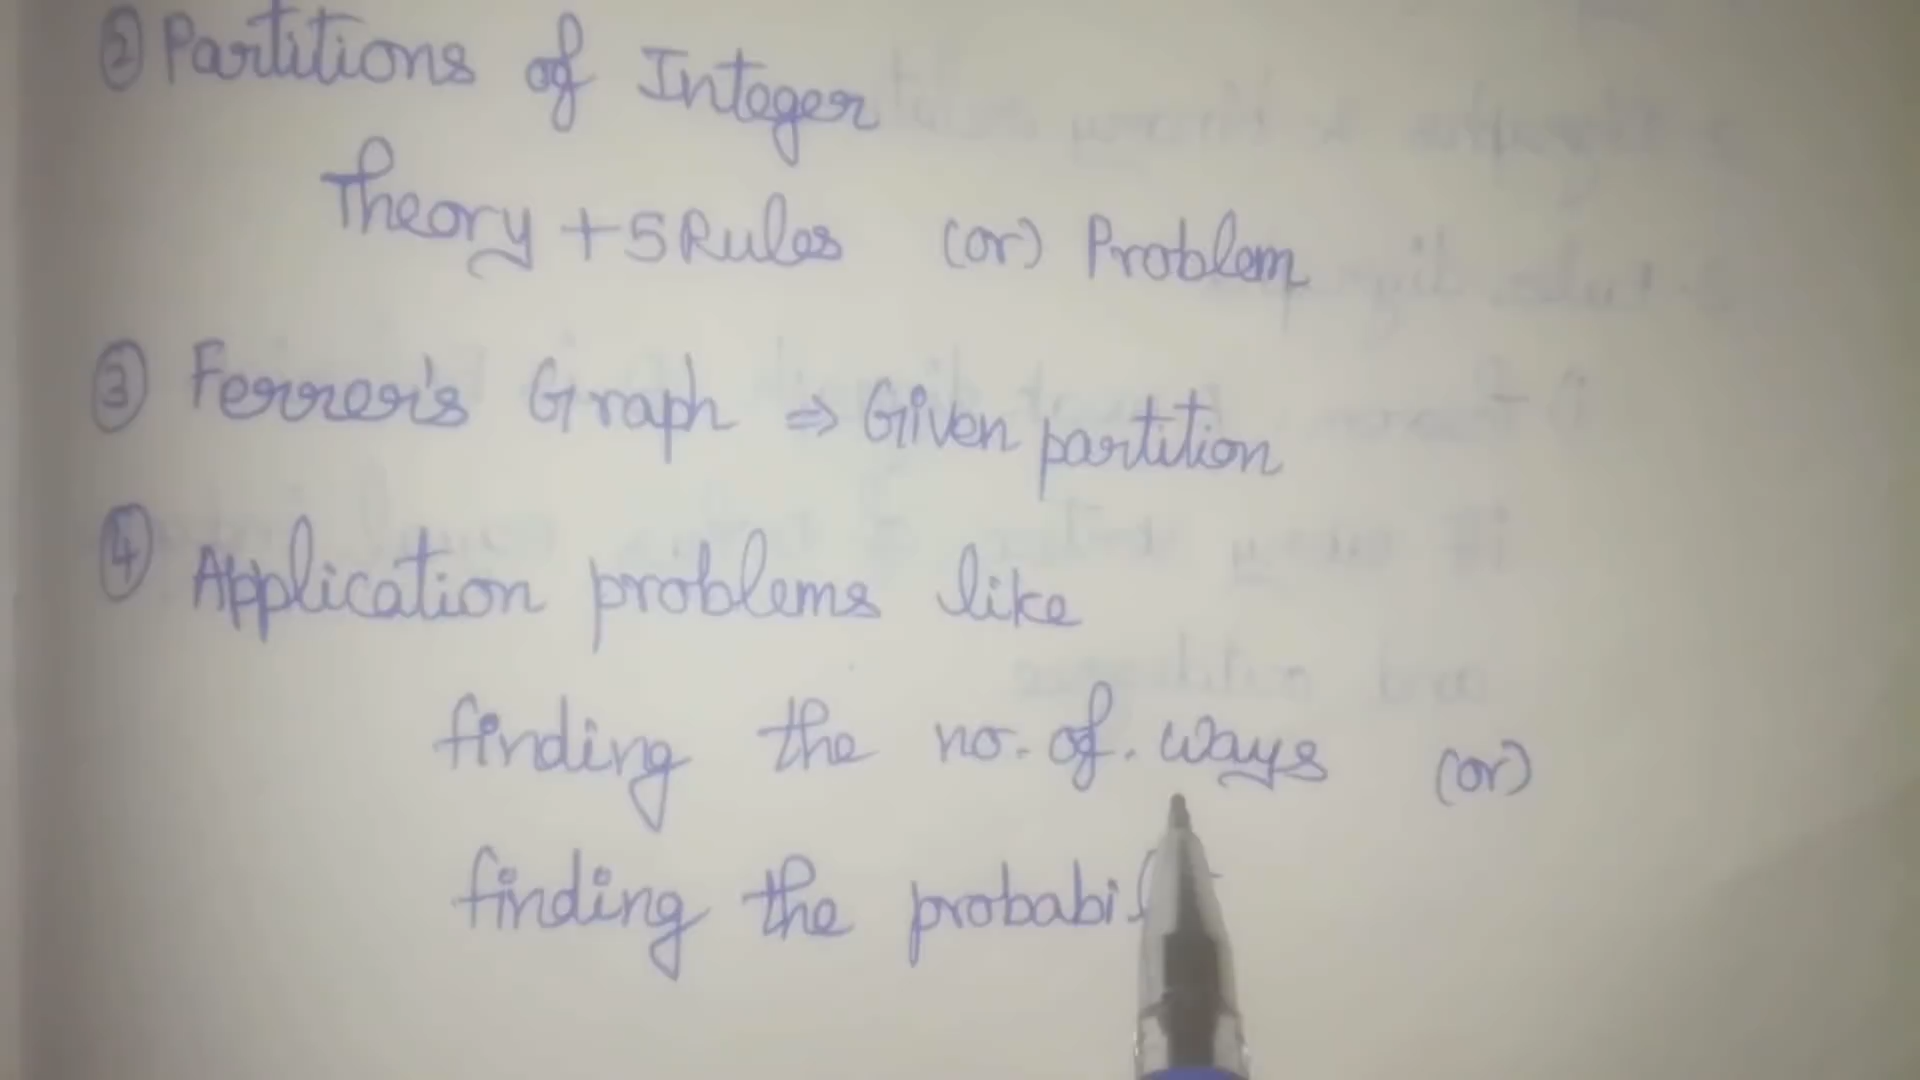 ② Partitions of Integer
Theory + 5 Rules (or) Problem
③ Ferrer's Graph ⇒ Given partition
④ Application problems like
finding the no. of. ways (or)
finding the